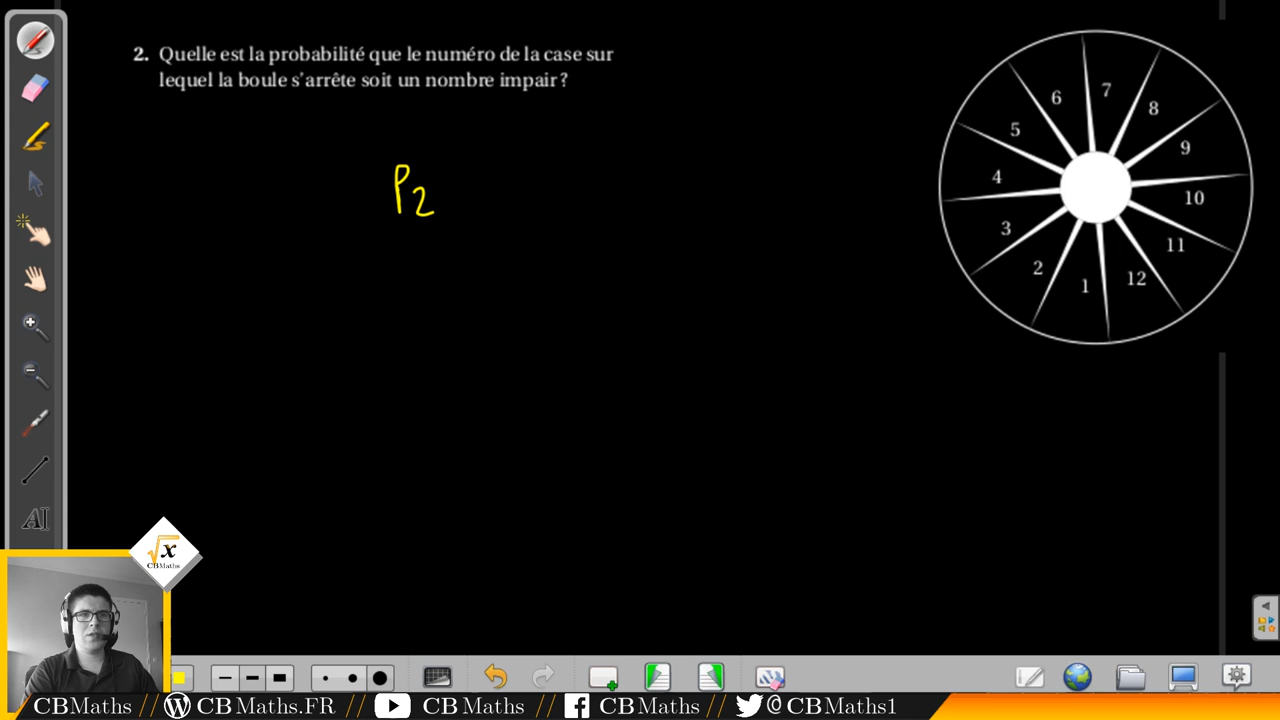 2. Quelle est la probabilité que le numéro de la case sur
lequel la boule s'arrête soit un nombre impair ?
P2
7
6
8
5
9
4
10
3
11
2
12
1
AI
√x
CBMaths
CBMaths // CBMaths.FR // CBMaths // CBMaths // @CBMaths1